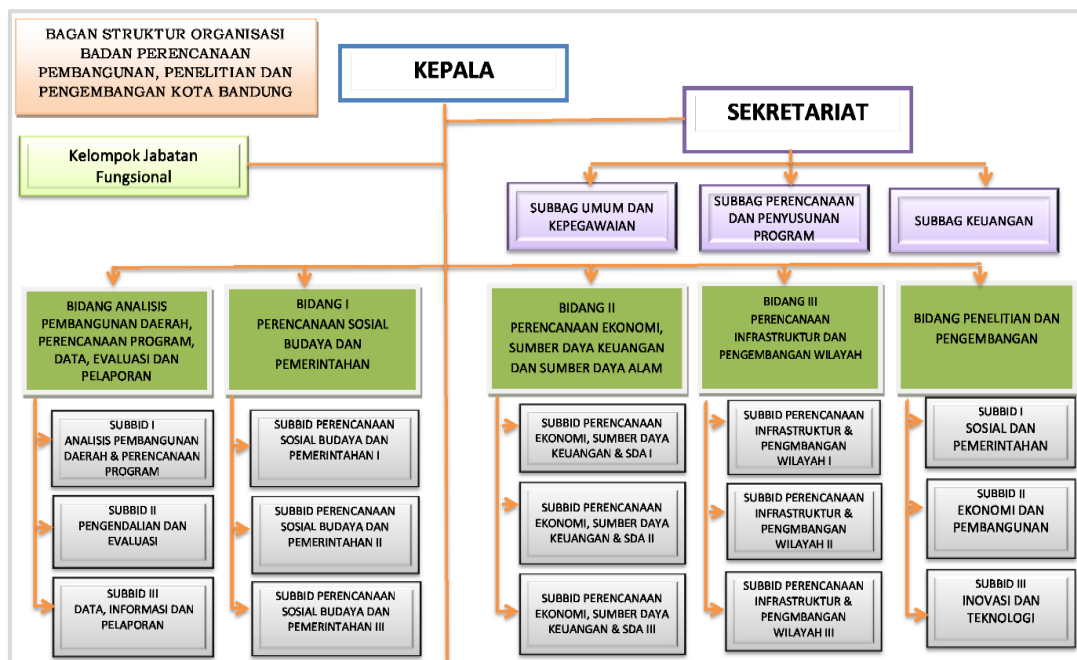 BAGAN STRUKTUR ORGANISASI
BADAN PERENCANAAN
PEMBANGUNAN, PENELITIAN DAN
PENGEMBANGAN KOTA BANDUNG
KEPALA
SEKRETARIAT
Kelompok Jabatan
Fungsional
SUBBAG UMUM DAN
KEPEGAWAIAN
SUBBAG PERENCANAAN
DAN PENYUSUNAN
PROGRAM
SUBBAG KEUANGAN
BIDANG ANALISIS
PEMBANGUNAN DAERAH,
PERENCANAAN PROGRAM,
DATA, EVALUASI DAN
PELAPORAN
BIDANG I
PERENCANAAN SOSIAL
BUDAYA DAN
PEMERINTAHAN
BIDANG II
PERENCANAAN EKONOMI,
SUMBER DAYA KEUANGAN
DAN SUMBER DAYA ALAM
BIDANG III
PERENCANAAN
INFRASTRUKTUR DAN
PENGEMBANGAN WILAYAH
BIDANG PENELITIAN DAN
PENGEMBANGAN
SUBBID I
ANALISIS PEMBANGUNAN
DAERAH & PERENCANAAN
PROGRAM
SUBBID II
PENGENDALIAN DAN
EVALUASI
SUBBID III
DATA, INFORMASI DAN
PELAPORAN
SUBBID PERENCANAAN
SOSIAL BUDAYA DAN
PEMERINTAHAN I
SUBBID PERENCANAAN
SOSIAL BUDAYA DAN
PEMERINTAHAN II
SUBBID PERENCANAAN
SOSIAL BUDAYA DAN
PEMERINTAHAN III
SUBBID PERENCANAAN
EKONOMI, SUMBER DAYA
KEUANGAN & SDA I
SUBBID PERENCANAAN
EKONOMI, SUMBER DAYA
KEUANGAN & SDA II
SUBBID PERENCANAAN
EKONOMI, SUMBER DAYA
KEUANGAN & SDA III
SUBBID PERENCANAAN
INFRASTRUKTUR &
PENGMBANGAN
WILAYAH I
SUBBID PERENCANAAN
INFRASTRUKTUR &
PENGMBANGAN
WILAYAH II
SUBBID PERENCANAAN
INFRASTRUKTUR &
PENGMBANGAN
WILAYAH III
SUBBID I
SOSIAL DAN
PEMERINTAHAN
SUBBID II
EKONOMI DAN
PEMBANGUNAN
SUBBID III
INOVASI DAN
TEKNOLOGI